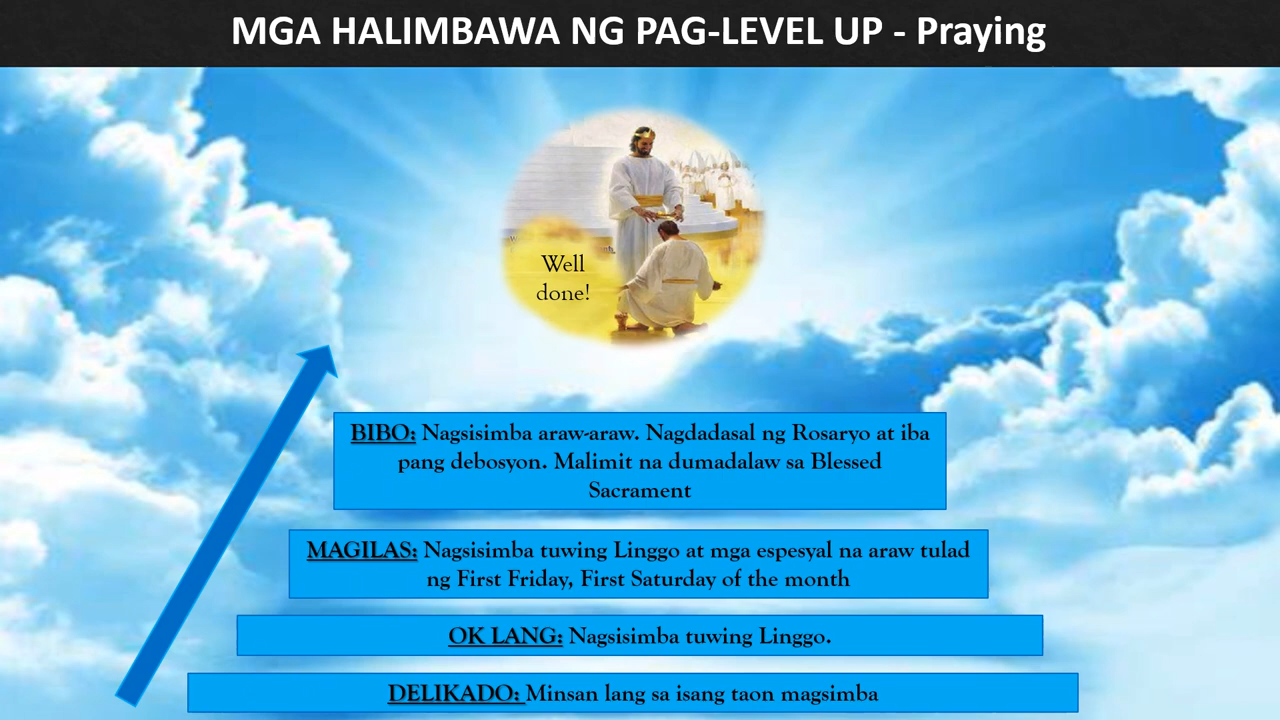 MGA HALIMBAWA NG PAG-LEVEL UP - Praying
Well
done!
BIBO: Nagsisimba araw-araw. Nagdadasal ng Rosaryo at iba
pang debosyon. Malimit na dumadalaw sa Blessed
Sacrament
MAGILAS: Nagsisimba tuwing Linggo at mga espesyal na araw tulad
ng First Friday, First Saturday of the month
OK LANG: Nagsisimba tuwing Linggo.
DELIKADO: Minsan lang sa isang taon magsimba